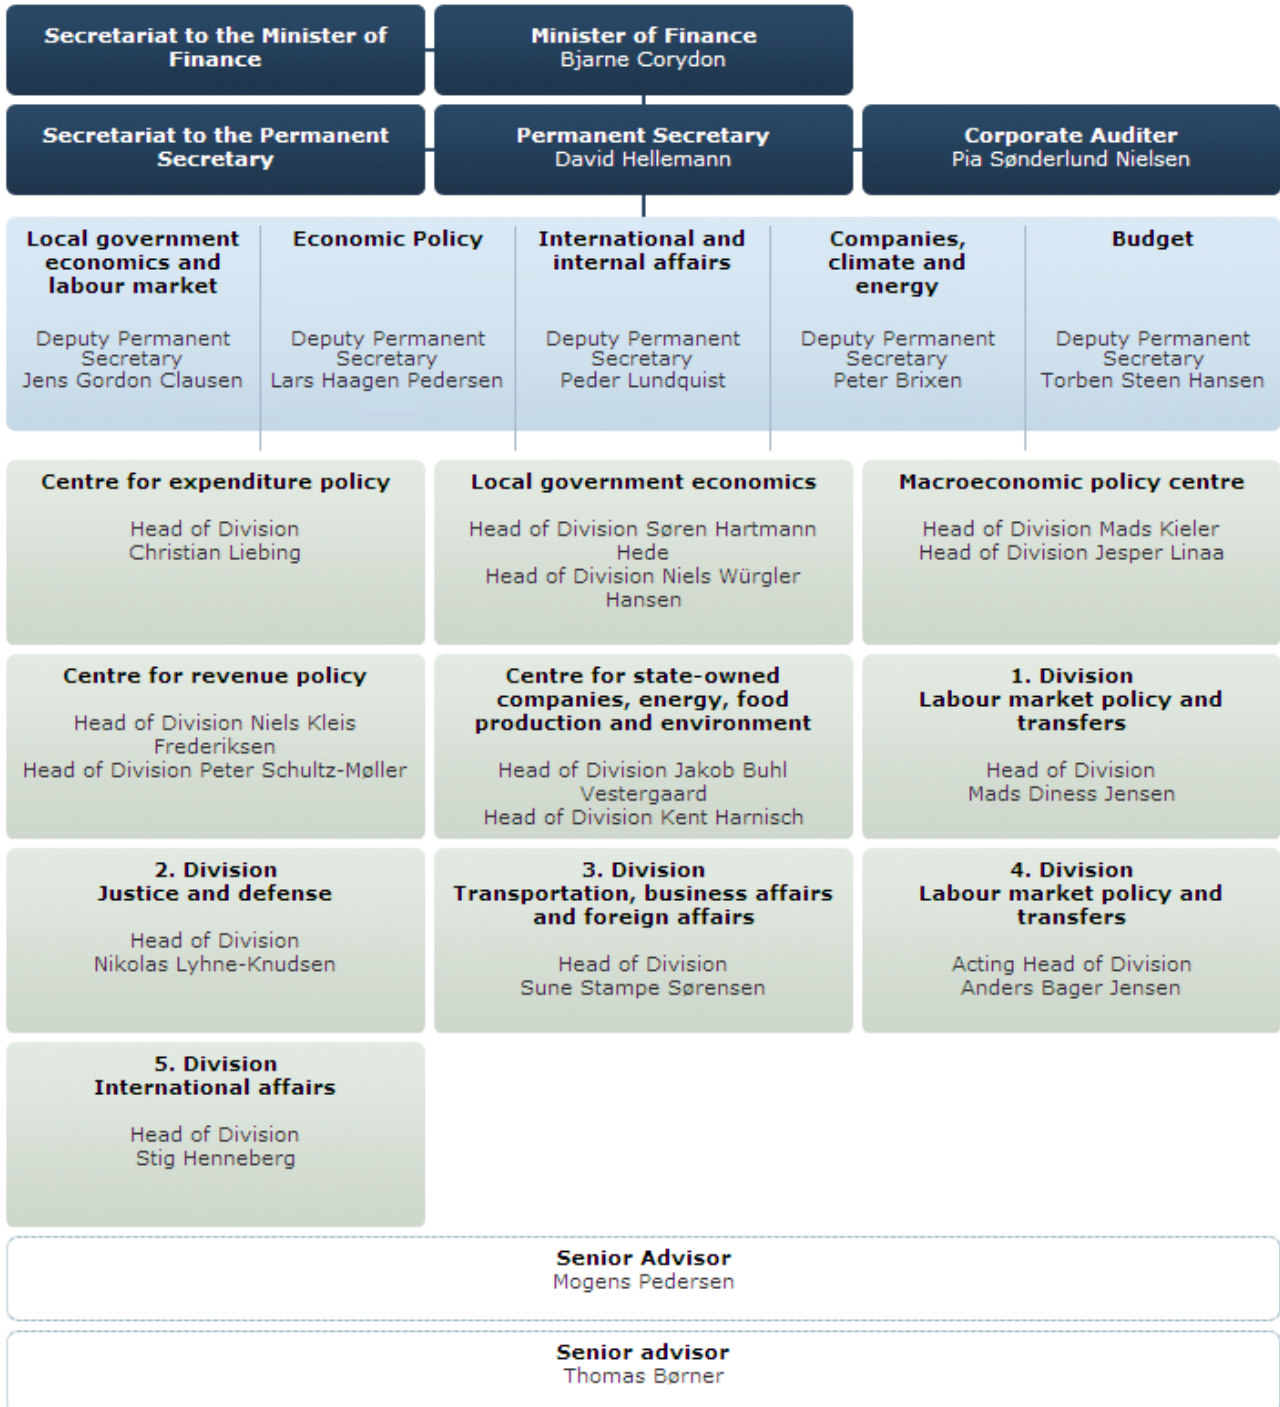 Secretariat to the Minister of
Finance
Minister of Finance
Bjarne Corydon
Secretariat to the Permanent
Secretary
Permanent Secretary
David Hellemann
Corporate Auditer
Pia Sønderlund Nielsen
Local government
economics and
labour market
Deputy Permanent
Secretary
Jens Gordon Clausen
Economic Policy
Deputy Permanent
Secretary
Lars Haagen Pedersen
International and
internal affairs
Deputy Permanent
Secretary
Peder Lundquist
Companies,
climate and
energy
Deputy Permanent
Secretary
Peter Brixen
Budget
Deputy Permanent
Secretary
Torben Steen Hansen
Centre for expenditure policy
Head of Division
Christian Liebing
Local government economics
Head of Division Søren Hartmann
Hede
Head of Division Niels Würgler
Hansen
Macroeconomic policy centre
Head of Division Mads Kieler
Head of Division Jesper Linaa
Centre for revenue policy
Head of Division Niels Kleis
Frederiksen
Head of Division Peter Schultz-Møller
Centre for state-owned
companies, energy, food
production and environment
Head of Division Jakob Buhl
Vestergaard
Head of Division Kent Harnisch
1. Division
Labour market policy and
transfers
Head of Division
Mads Diness Jensen
2. Division
Justice and defense
Head of Division
Nikolas Lyhne-Knudsen
3. Division
Transportation, business affairs
and foreign affairs
Head of Division
Sune Stampe Sørensen
4. Division
Labour market policy and
transfers
Acting Head of Division
Anders Bager Jensen
5. Division
International affairs
Head of Division
Stig Henneberg
Senior Advisor
Mogens Pedersen
Senior advisor
Thomas Børner